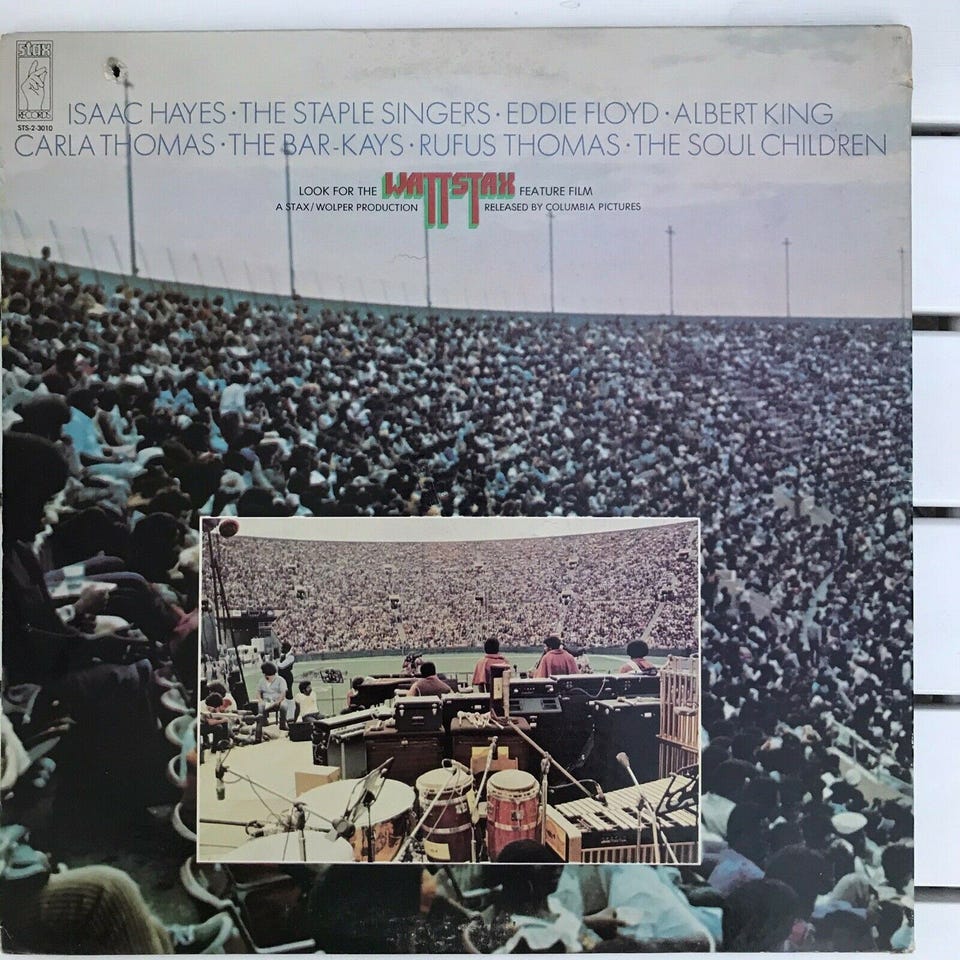 stax
RECORDS
STS-2-3010
ISAAC HAYES · THE STAPLE SINGERS · EDDIE FLOYD · ALBERT KING
CARLA THOMAS · THE BAR-KAYS · RUFUS THOMAS · THE SOUL CHILDREN
LOOK FOR THE WATTSTAX FEATURE FILM
A STAX/WOLPER PRODUCTION RELEASED BY COLUMBIA PICTURES